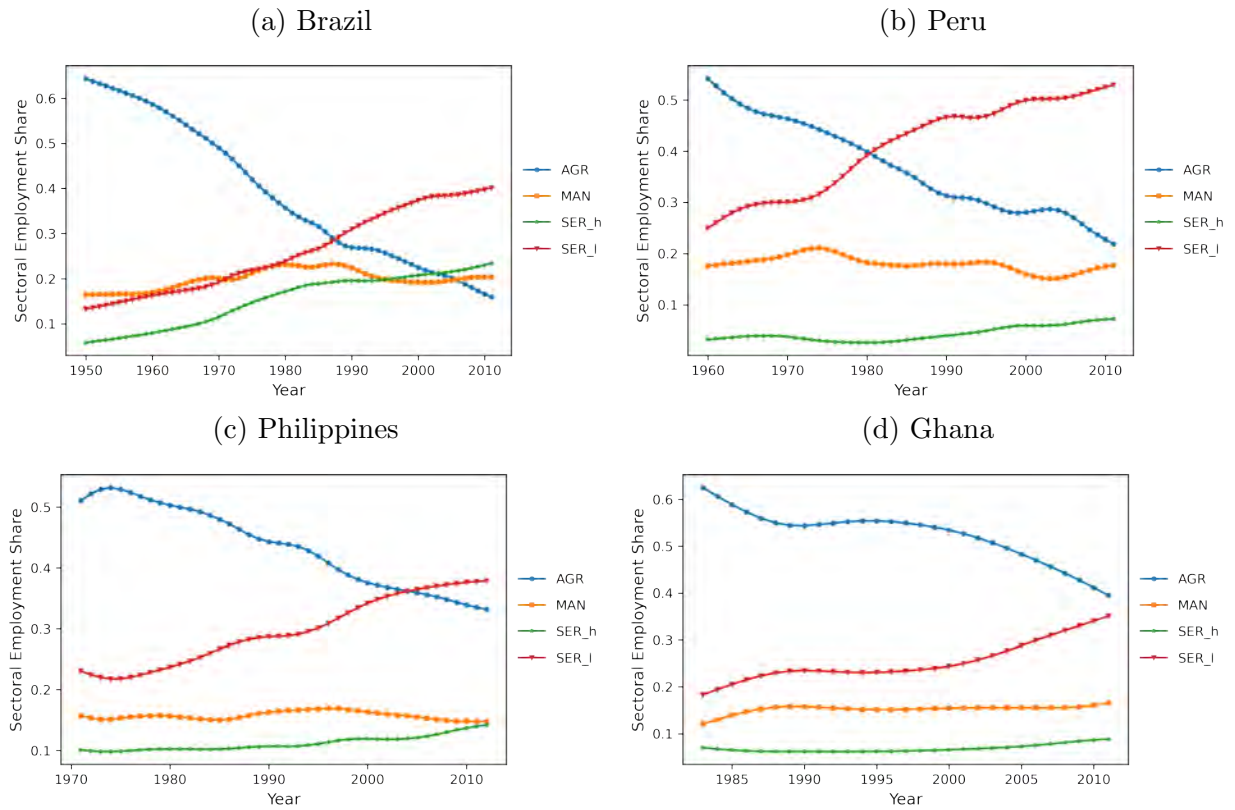 (a) Brazil
Sectoral Employment Share
0.6
0.5
0.4
0.3
0.2
0.1
1950 1960 1970 1980 1990 2000 2010
Year
AGR
MAN
SER_h
SER_l
(b) Peru
Sectoral Employment Share
0.5
0.4
0.3
0.2
0.1
1960 1970 1980 1990 2000 2010
Year
AGR
MAN
SER_h
SER_l
(c) Philippines
Sectoral Employment Share
0.5
0.4
0.3
0.2
0.1
1970 1980 1990 2000 2010
Year
AGR
MAN
SER_h
SER_l
(d) Ghana
Sectoral Employment Share
0.6
0.5
0.4
0.3
0.2
0.1
1985 1990 1995 2000 2005 2010
Year
AGR
MAN
SER_h
SER_l